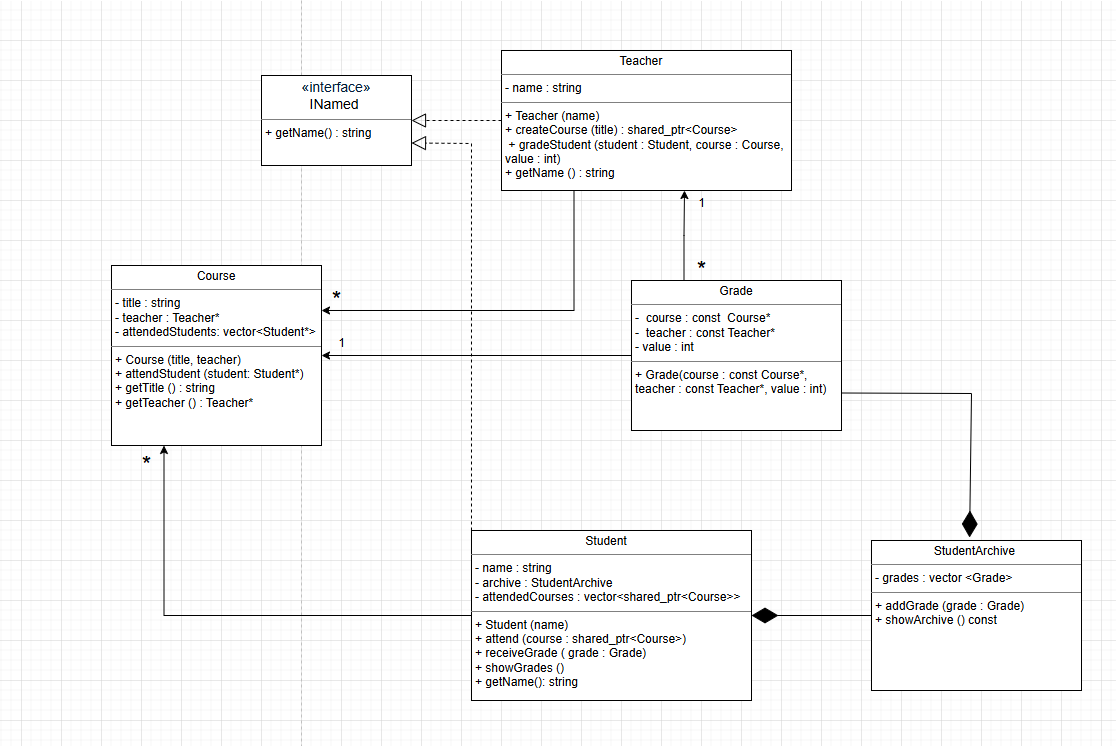 «interface»
INamed
+ getName() : string
Teacher
- name : string
+ Teacher (name)
+ createCourse (title) : shared_ptr<Course>
+ gradeStudent (student : Student, course : Course,
value : int)
+ getName () : string
1
*
Course
- title : string
- teacher : Teacher*
- attendedStudents: vector<Student*>
+ Course (title, teacher)
+ attendStudent (student: Student*)
+ getTitle () : string
+ getTeacher () : Teacher*
*
1
*
Grade
- course : const Course*
- teacher : const Teacher*
- value : int
+ Grade(course : const Course*,
teacher : const Teacher*, value : int)
Student
- name : string
- archive : StudentArchive
- attendedCourses : vector<shared_ptr<Course>>
+ Student (name)
+ attend (course : shared_ptr<Course>)
+ receiveGrade ( grade : Grade)
+ showGrades ()
+ getName(): string
StudentArchive
- grades : vector <Grade>
+ addGrade (grade : Grade)
+ showArchive () const